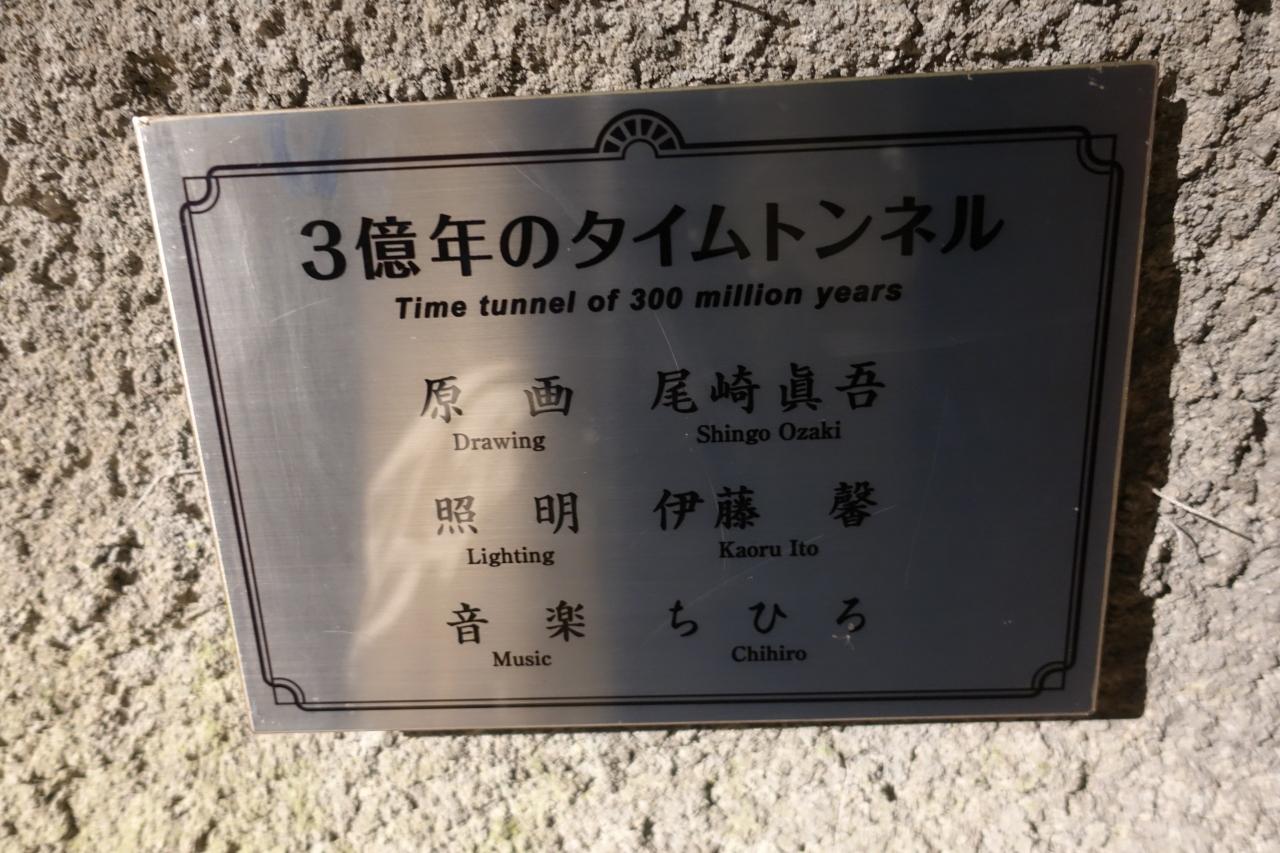 3億年のタイムトンネル
Time tunnel of 300 million years
原画 尾崎眞吾
Drawing Shingo Ozaki
照明 伊藤馨
Lighting Kaoru Ito
音楽 ちひろ
Music Chihiro